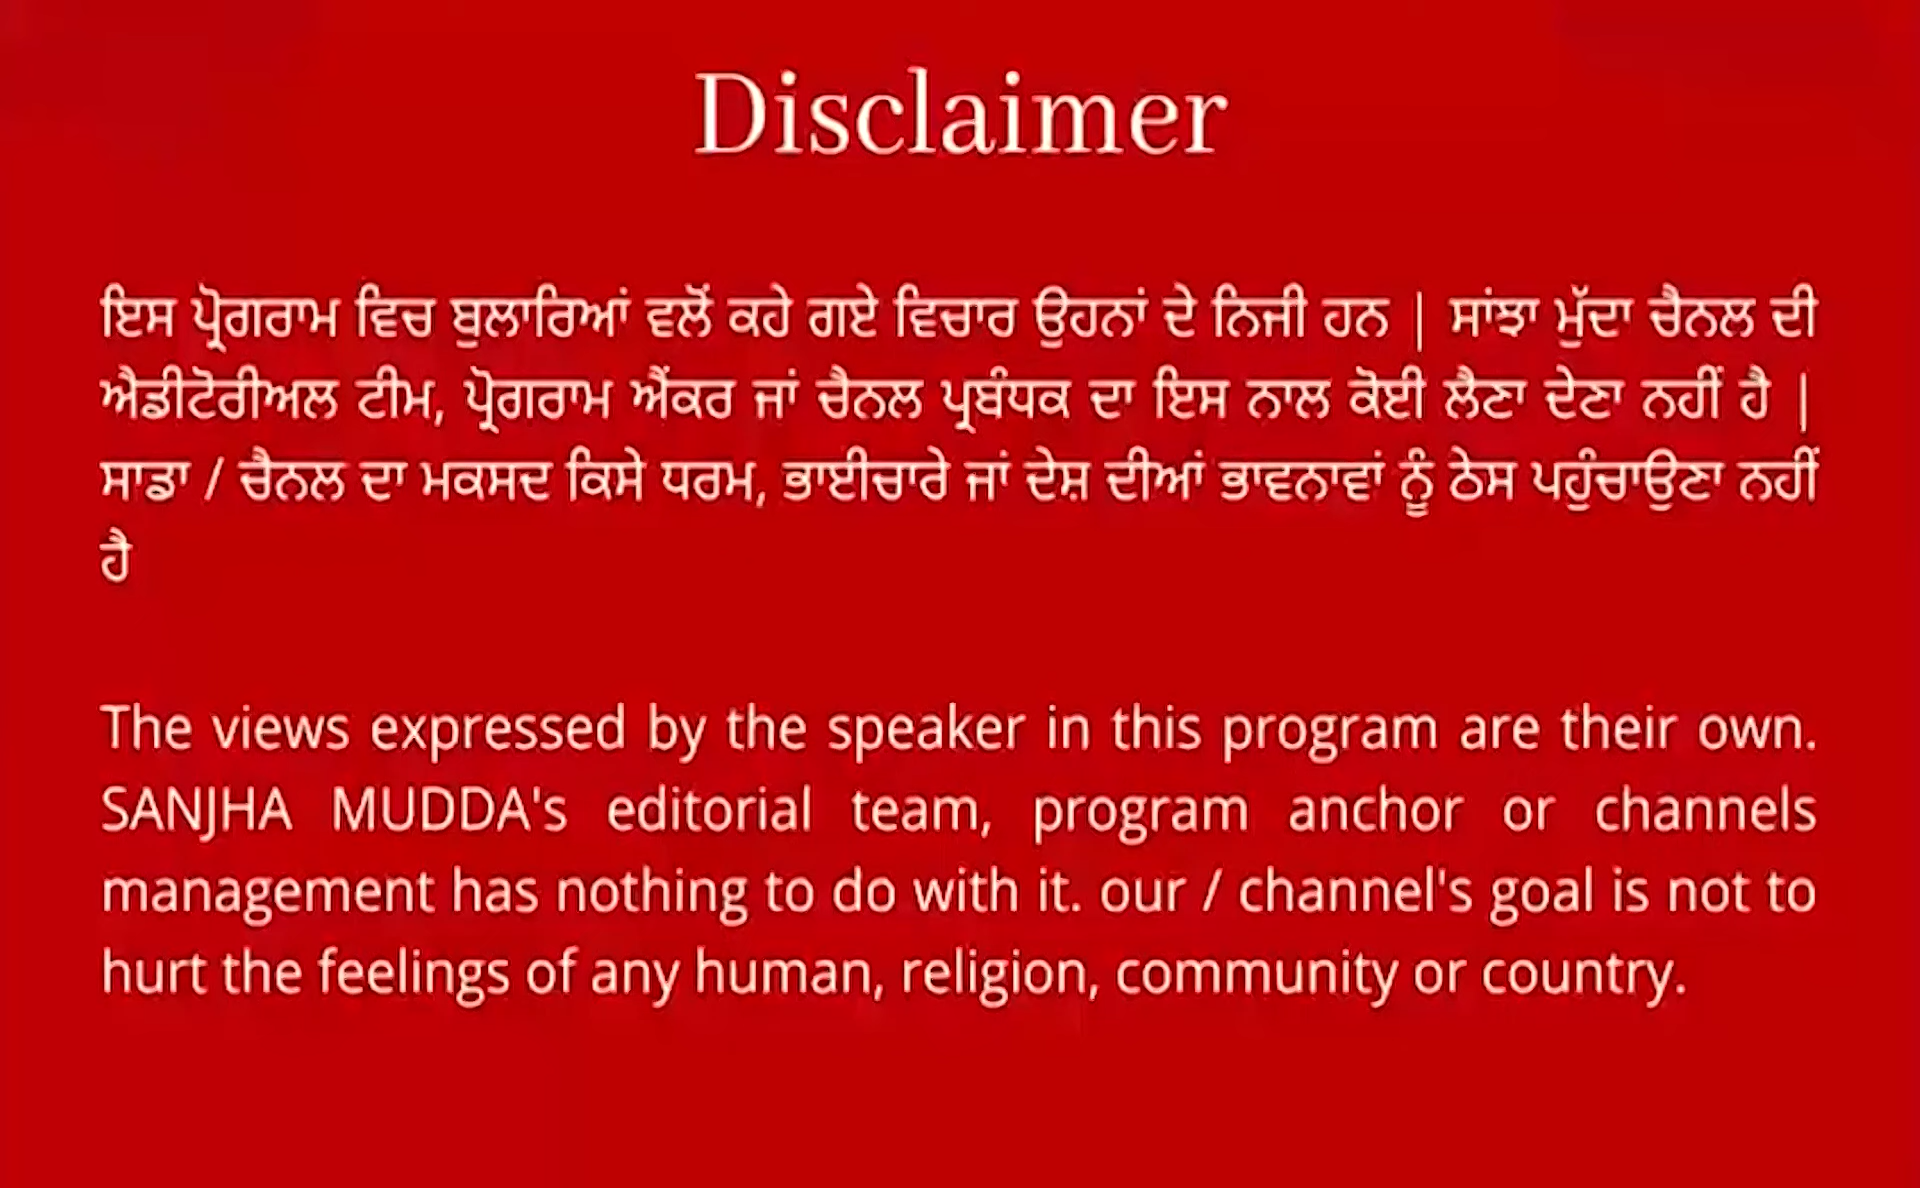 Disclaimer
ਇਸ ਪ੍ਰੋਗਰਾਮ ਵਿਚ ਬੁਲਾਰਿਆਂ ਵਲੋਂ ਕਹੇ ਗਏ ਵਿਚਾਰ ਉਹਨਾਂ ਦੇ ਨਿਜੀ ਹਨ | ਸਾਂਝਾ ਮੁੱਦਾ ਚੈਨਲ ਦੀ
ਐਡੀਟੋਰੀਅਲ ਟੀਮ, ਪ੍ਰੋਗਰਾਮ ਐਂਕਰ ਜਾਂ ਚੈਨਲ ਪ੍ਰਬੰਧਕ ਦਾ ਇਸ ਨਾਲ ਕੋਈ ਲੈਣਾ ਦੇਣਾ ਨਹੀਂ ਹੈ |
ਸਾਡਾ / ਚੈਨਲ ਦਾ ਮਕਸਦ ਕਿਸੇ ਧਰਮ, ਭਾਈਚਾਰੇ ਜਾਂ ਦੇਸ਼ ਦੀਆਂ ਭਾਵਨਾਵਾਂ ਨੂੰ ਠੇਸ ਪਹੁੰਚਾਉਣਾ ਨਹੀਂ
ਹੈ
The views expressed by the speaker in this program are their own.
SANJHA MUDDA's editorial team, program anchor or channels
management has nothing to do with it. our / channel's goal is not to
hurt the feelings of any human, religion, community or country.